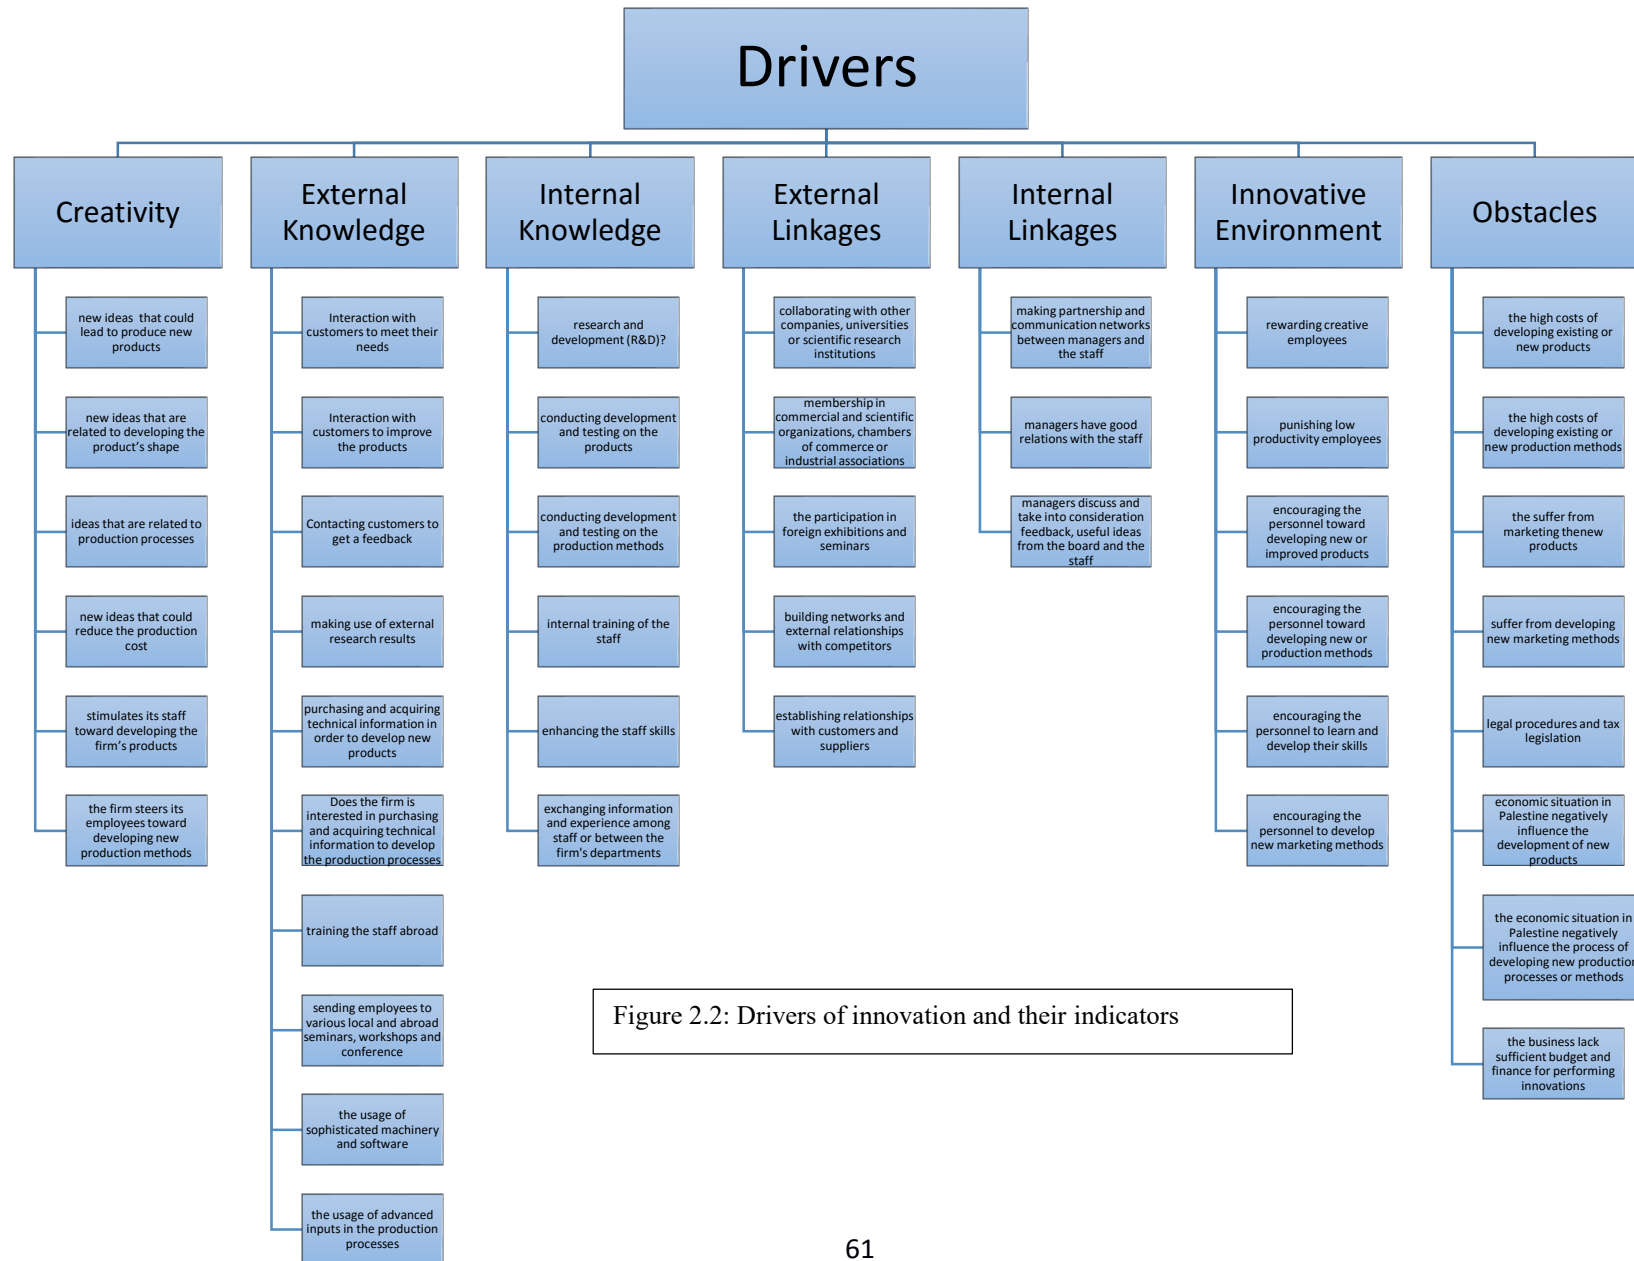 Drivers
Creativity
new ideas that could
lead to produce new
products
new ideas that are
related to developing the
product's shape
ideas that are related to
production processes
new ideas that could
reduce the production
cost
stimulates its staff
toward developing the
firm's products
the firm steers its
employees toward
developing new
production methods
External
Knowledge
Interaction with
customers to meet their
needs
Interaction with
customers to improve
the products
Contacting customers to
get a feedback
making use of external
research results
purchasing and acquiring
technical information in
order to develop new
products
Does the firm is
interested in purchasing
and acquiring technical
information to develop
the production processes
training the staff abroad
sending employees to
various local and abroad
seminars, workshops and
conference
the usage of
sophisticated machinery
and software
the usage of advanced
inputs in the production
processes
Internal
Knowledge
research and
development (R&D)?
conducting development
and testing on the
products
conducting development
and testing on the
production methods
internal training of the
staff
enhancing the staff skills
exchanging information
and experience among
staff or between the
firm's departments
External
Linkages
collaborating with other
companies, universities
or scientific research
institutions
membership in
commercial and scientific
organizations, chambers
of commerce or
industrial associations
the participation in
foreign exhibitions and
seminars
building networks and
external relationships
with competitors
establishing relationships
with customers and
suppliers
Internal
Linkages
making partnership and
communication networks
between managers and
the staff
managers have good
relations with the staff
managers discuss and
take into consideration
feedback, useful ideas
from the board and the
staff
Innovative
Environment
rewarding creative
employees
punishing low
productivity employees
encouraging the
personnel toward
developing new or
improved products
encouraging the
personnel toward
developing new or
production methods
encouraging the
personnel to learn and
develop their skills
encouraging the
personnel to develop
new marketing methods
Obstacles
the high costs of
developing existing or
new products
the high costs of
developing existing or
new production methods
the suffer from
marketing thenew
products
suffer from developing
new marketing methods
legal procedures and tax
legislation
economic situation in
Palestine negatively
influence the
development of new
products
the economic situation in
Palestine negatively
influence the process of
developing new production
processes or methods
the business lack
sufficient budget and
finance for performing
innovations
Figure 2.2: Drivers of innovation and their indicators
61